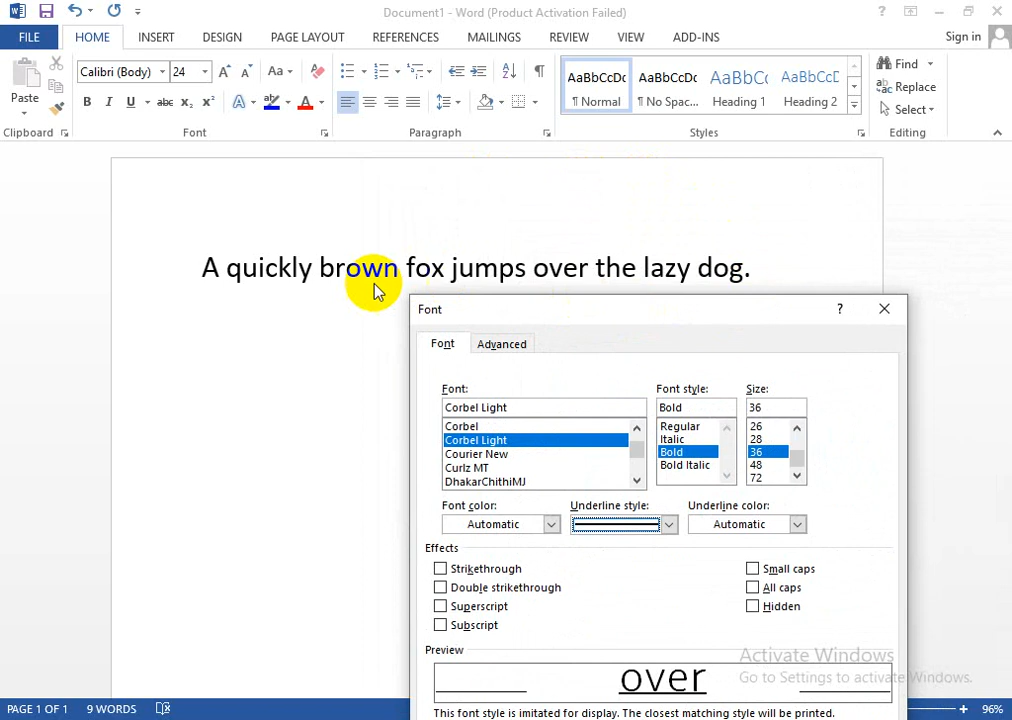 Document1 - Word (Product Activation Failed)
FILE HOME INSERT DESIGN PAGE LAYOUT REFERENCES MAILINGS REVIEW VIEW ADD-INS Sign in
Calibri (Body) 24 Aa AaBbCcDc AaBbCcDc AaBbCc AaBbCcD Find
Paste B I U abc x₂ x² A A ¶ Normal ¶ No Spac... Heading 1 Heading 2 Replace
Select
Clipboard Font Paragraph Styles Editing
A quickly brown fox jumps over the lazy dog.
Font ?
Font Advanced
Font: Font style: Size:
Corbel Light Bold 36
Corbel Regular 26
Corbel Light Italic 28
Courier New Bold 36
Curlz MT Bold Italic 48
DhakarChithiMJ 72
Font color: Underline style: Underline color:
Automatic Automatic
Effects
Strikethrough Small caps
Double strikethrough All caps
Superscript Hidden
Subscript
Preview
over
This font style is imitated for display. The closest matching style will be printed.
Activate Windows
Go to Settings to activate Windows.
PAGE 1 OF 1 9 WORDS 96%